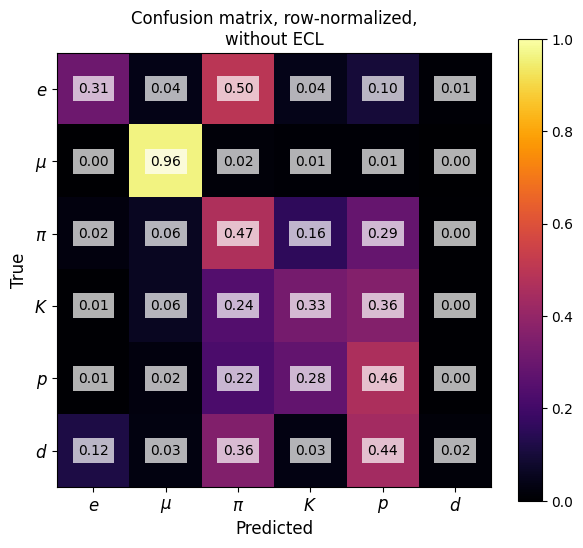 Confusion matrix, row-normalized,
without ECL
e 0.31 0.04 0.50 0.04 0.10 0.01
μ 0.00 0.96 0.02 0.01 0.01 0.00
π 0.02 0.06 0.47 0.16 0.29 0.00
K 0.01 0.06 0.24 0.33 0.36 0.00
p 0.01 0.02 0.22 0.28 0.46 0.00
d 0.12 0.03 0.36 0.03 0.44 0.02
e μ π K p d
Predicted
True
1.0
0.8
0.6
0.4
0.2
0.0